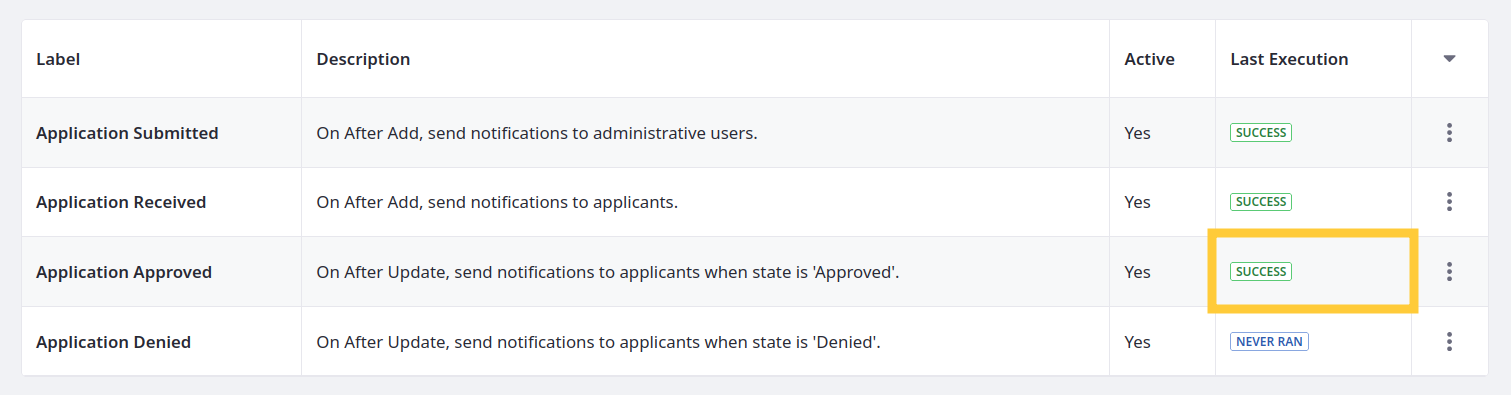 Label Description Active Last Execution
Application Submitted On After Add, send notifications to administrative users. Yes SUCCESS
Application Received On After Add, send notifications to applicants. Yes SUCCESS
Application Approved On After Update, send notifications to applicants when state is 'Approved'. Yes SUCCESS
Application Denied On After Update, send notifications to applicants when state is 'Denied'. Yes NEVER RAN